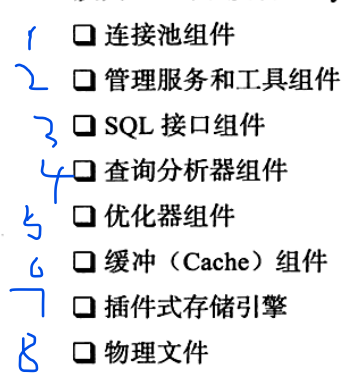 1 □ 连接池组件
2 □ 管理服务和工具组件
3 □ SQL 接口组件
4 □ 查询分析器组件
5 □ 优化器组件
6 □ 缓冲（Cache）组件
7 □ 插件式存储引擎
8 □ 物理文件